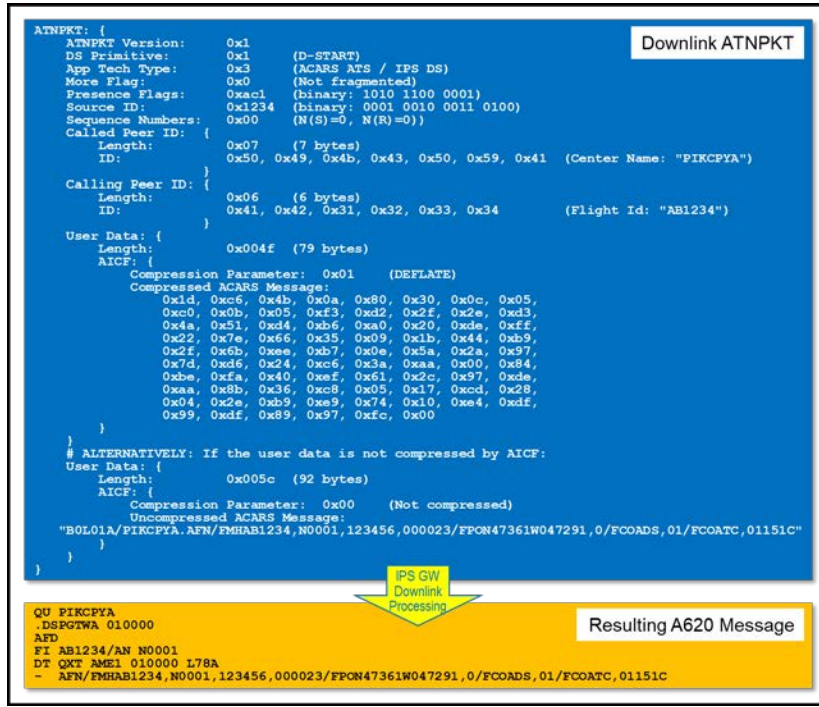 ATNPKT: {
Downlink ATNPKT
ATNPKT Version: 0x1
DS Primitive: 0x1 (D-START)
App Tech Type: 0x3 (ACARS ATS / IPS DS)
More Flag: 0x0 (Not fragmented)
Presence Flags: 0xac1 (binary: 1010 1100 0001)
Source ID: 0x1234 (binary: 0001 0010 0011 0100)
Sequence Numbers: 0x00 (N(S)=0, N(R)=0))
Called Peer ID: {
Length: 0x07 (7 bytes)
ID: 0x50, 0x49, 0x4b, 0x43, 0x50, 0x59, 0x41 (Center Name: "PIKCPYA")
}
Calling Peer ID: {
Length: 0x06 (6 bytes)
ID: 0x41, 0x42, 0x31, 0x32, 0x33, 0x34 (Flight Id: "AB1234")
}
User Data: {
Length: 0x004f (79 bytes)
AICF: {
Compression Parameter: 0x01 (DEFLATE)
Compressed ACARS Message:
0x1d, 0xc6, 0x4b, 0x0a, 0x80, 0x30, 0x0c, 0x05,
0xc0, 0x0b, 0x05, 0xf3, 0xd2, 0x2f, 0x2e, 0xd3,
0x4a, 0x51, 0xd4, 0xb6, 0xa0, 0x20, 0xde, 0xff,
0x22, 0x7e, 0x66, 0x35, 0x09, 0x1b, 0x44, 0xb9,
0x2f, 0x6b, 0xee, 0xb7, 0x0e, 0x5a, 0x2a, 0x97,
0x7d, 0xd6, 0x24, 0xc6, 0x3a, 0xaa, 0x00, 0x84,
0xbe, 0xfa, 0x40, 0xef, 0x61, 0x2c, 0x97, 0xde,
0xaa, 0x8b, 0x36, 0xc8, 0x05, 0x17, 0xcd, 0x28,
0x04, 0x2e, 0xb9, 0xe9, 0x74, 0x10, 0xe4, 0xdf,
0x99, 0xdf, 0x89, 0x97, 0xfc, 0x00
}
}
# ALTERNATIVELY: If the user data is not compressed by AICF:
User Data: {
Length: 0x005c (92 bytes)
AICF: {
Compression Parameter: 0x00 (Not compressed)
Uncompressed ACARS Message:
"B0L01A/PIKCPYA.AFN/FMHAB1234,N0001,123456,000023/FPON47361W047291,0/FCOADS,01/FCOATC,01151C"
}
}
}
IPS GW
Downlink
Processing
QU PIKCPYA
Resulting A620 Message
.DSPGTWA 010000
AFD
FI AB1234/AN N0001
DT QXT AME1 010000 L78A
- AFN/FMHAB1234,N0001,123456,000023/FPON47361W047291,0/FCOADS,01/FCOATC,01151C